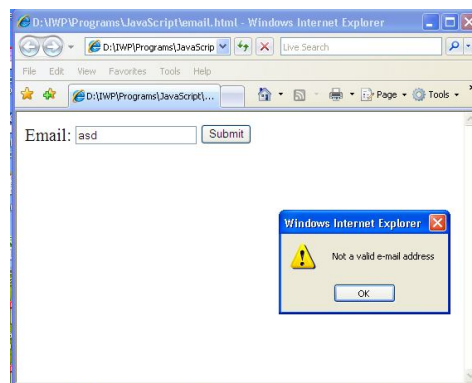 D:\IWP\Programs\JavaScript\email.html - Windows Internet Explorer
D:\IWP\Programs\JavaScrip
Live Search
File Edit View Favorites Tools Help
D:\IWP\Programs\JavaScript\...
Page Tools
Email: asd Submit
Windows Internet Explorer
Not a valid e-mail address
OK